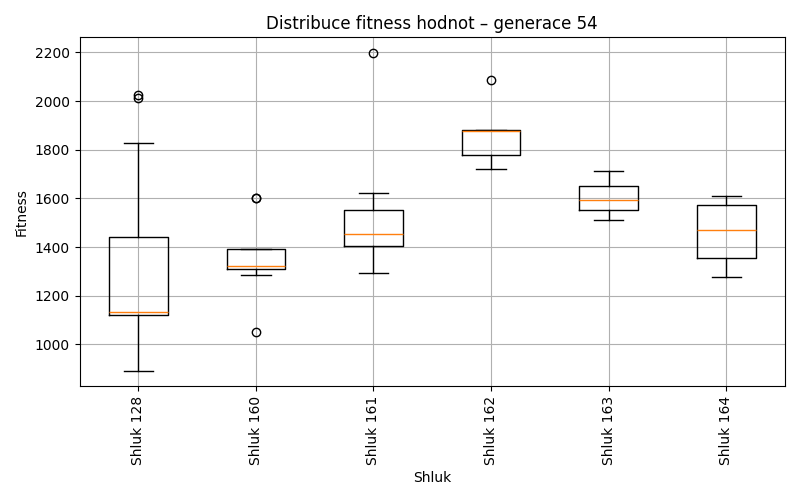 Distribuce fitness hodnot – generace 54
Fitness
2200
2000
1800
1600
1400
1200
1000
Shluk 128
Shluk 160
Shluk 161
Shluk 162
Shluk 163
Shluk 164
Shluk